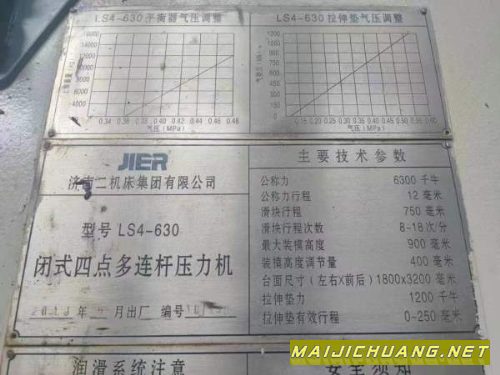 LS4-630平衡器气压调整
LS4-630拉伸垫气压调整
气压(MPa)
气压(MPa)
JIER
济南二机床集团有限公司
型号 LS4-630
闭式四点多连杆压力机
年 月出厂 编号
主要技术参数
公称力 6300 千牛
公称力行程 12 毫米
滑块行程 750 毫米
滑块行程次数 8-18 次/分
最大装模高度 900 毫米
装模高度调节量 400 毫米
台面尺寸(左右X前后)1800x3200 毫米
拉伸垫力 1200 千牛
拉伸垫有效行程 0~250 毫米
润滑系统注意
安全须知
MAIJICHUANG.NET